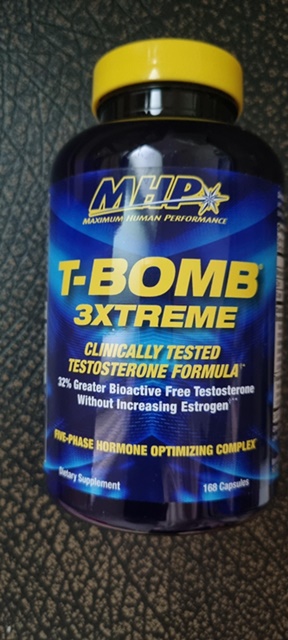 MHP
MAXIMUM HUMAN PERFORMANCE
T-BOMB®
3XTREME
CLINICALLY TESTED
TESTOSTERONE FORMULA
32% Greater Bioactive Free Testosterone
Without Increasing Estrogen
FIVE-PHASE HORMONE OPTIMIZING COMPLEX
Dietary Supplement
168 Capsules